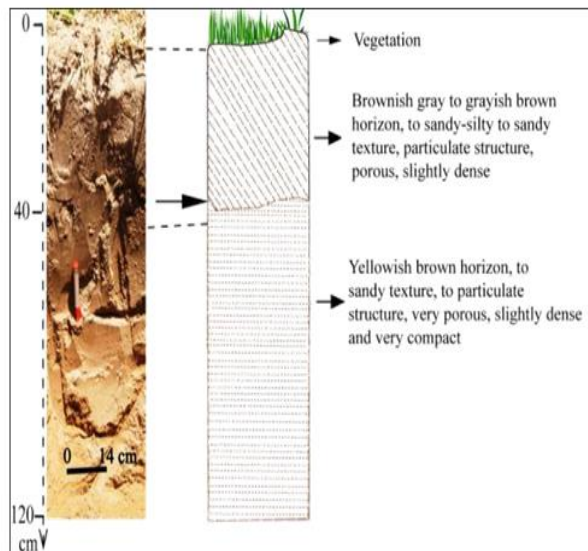 0
Vegetation
Brownish gray to grayish brown
horizon, to sandy-silty to sandy
texture, particulate structure,
porous, slightly dense
40
Yellowish brown horizon, to
sandy texture, to particulate
structure, very porous, slightly dense
and very compact
0 14 cm
120
cm